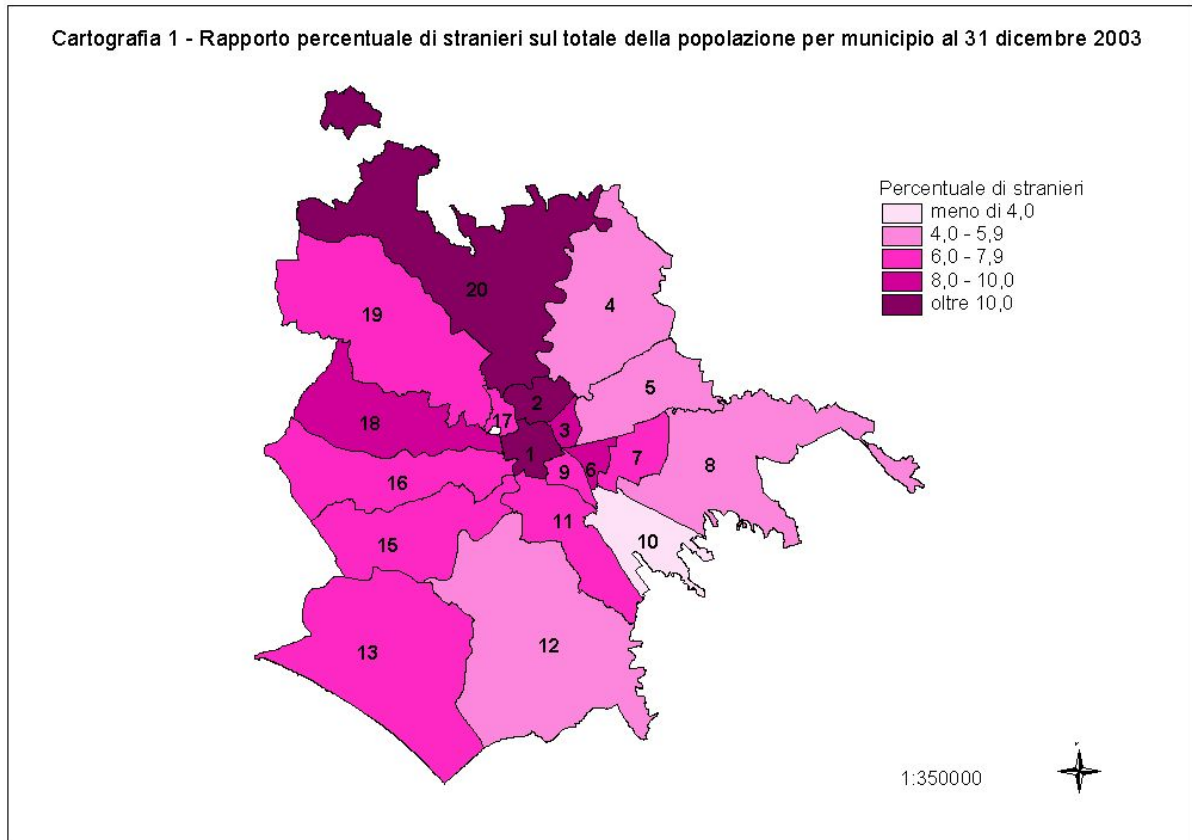 Cartografia 1 - Rapporto percentuale di stranieri sul totale della popolazione per municipio al 31 dicembre 2003
Percentuale di stranieri
meno di 4,0
4,0 - 5,9
6,0 - 7,9
8,0 - 10,0
oltre 10,0
20
4
19
5
2
17
3
18
1
7
6
8
9
16
11
10
15
12
13
1:350000